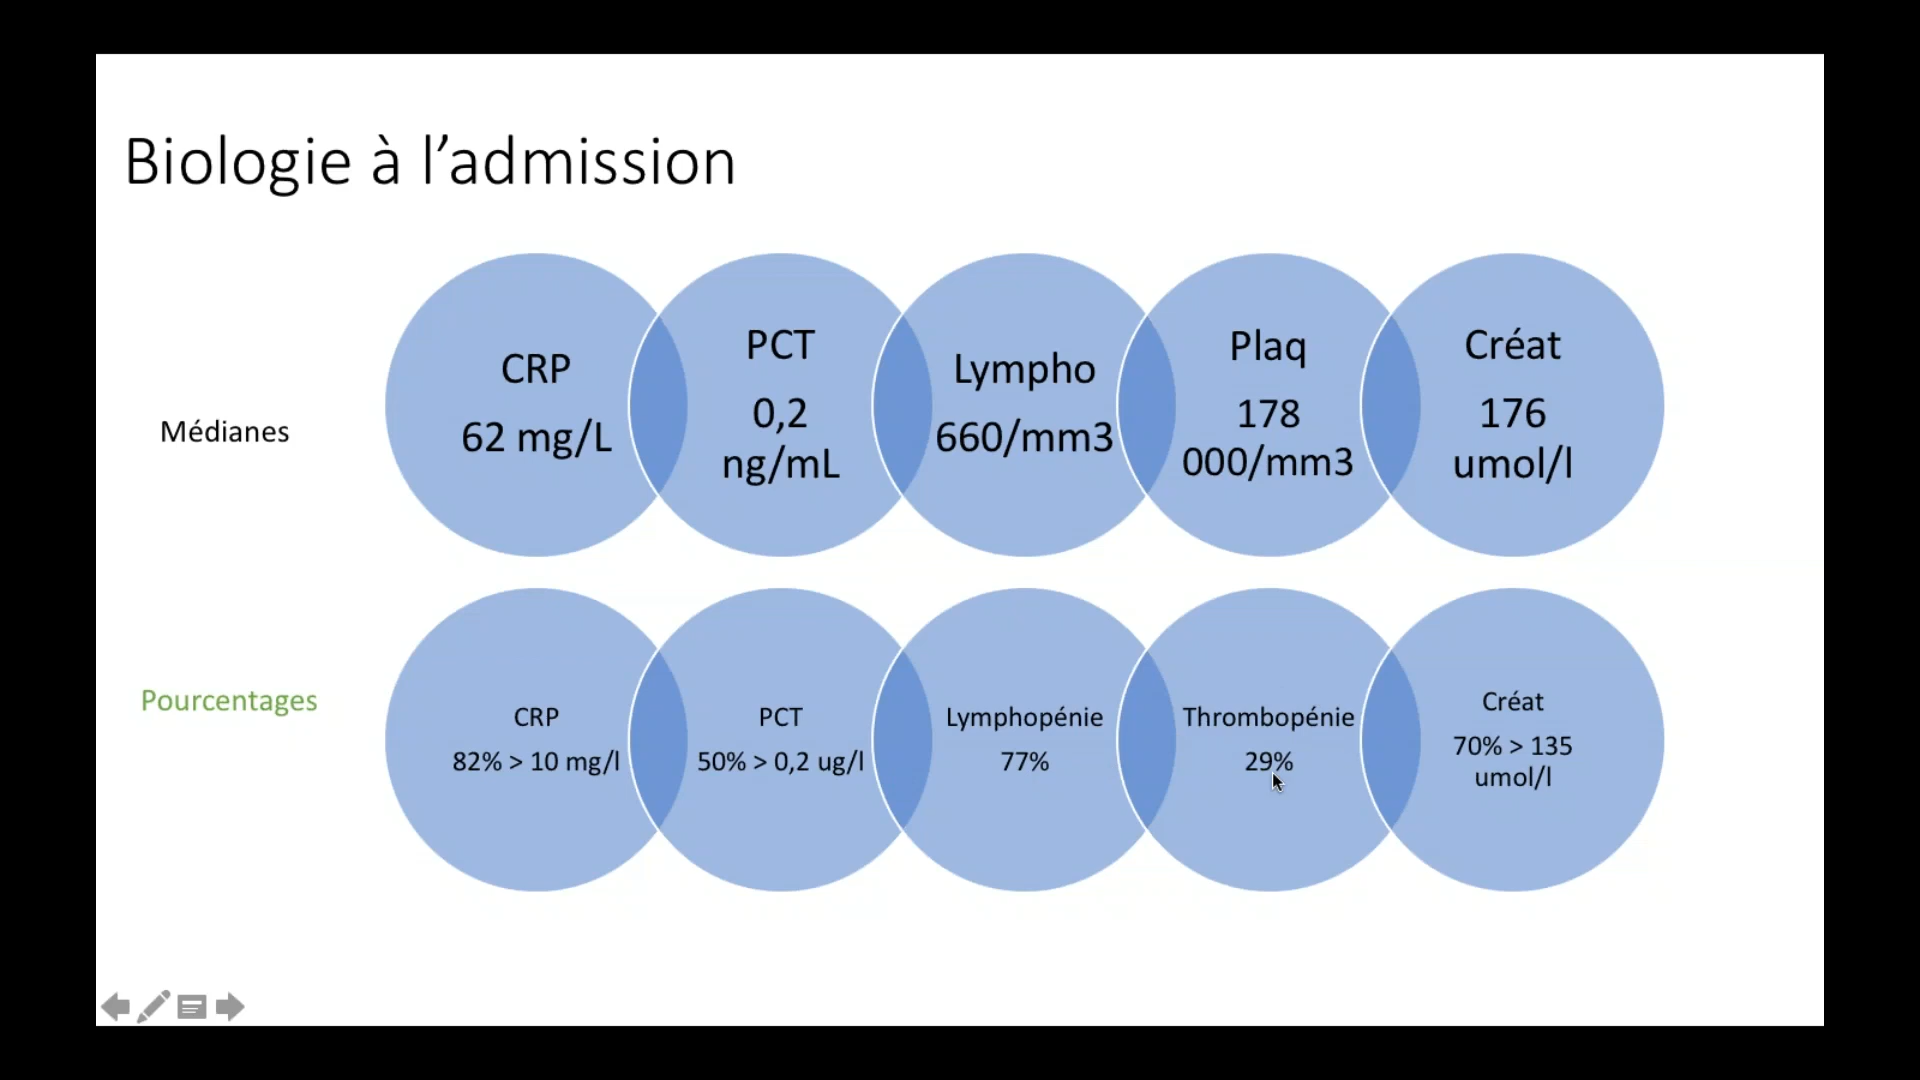 Biologie à l’admission
Médianes
CRP
62 mg/L
PCT
0,2
ng/mL
Lympho
660/mm3
Plaq
178
000/mm3
Créat
176
umol/l
Pourcentages
CRP
82% > 10 mg/l
PCT
50% > 0,2 ug/l
Lymphopénie
77%
Thrombopénie
29%
Créat
70% > 135
umol/l